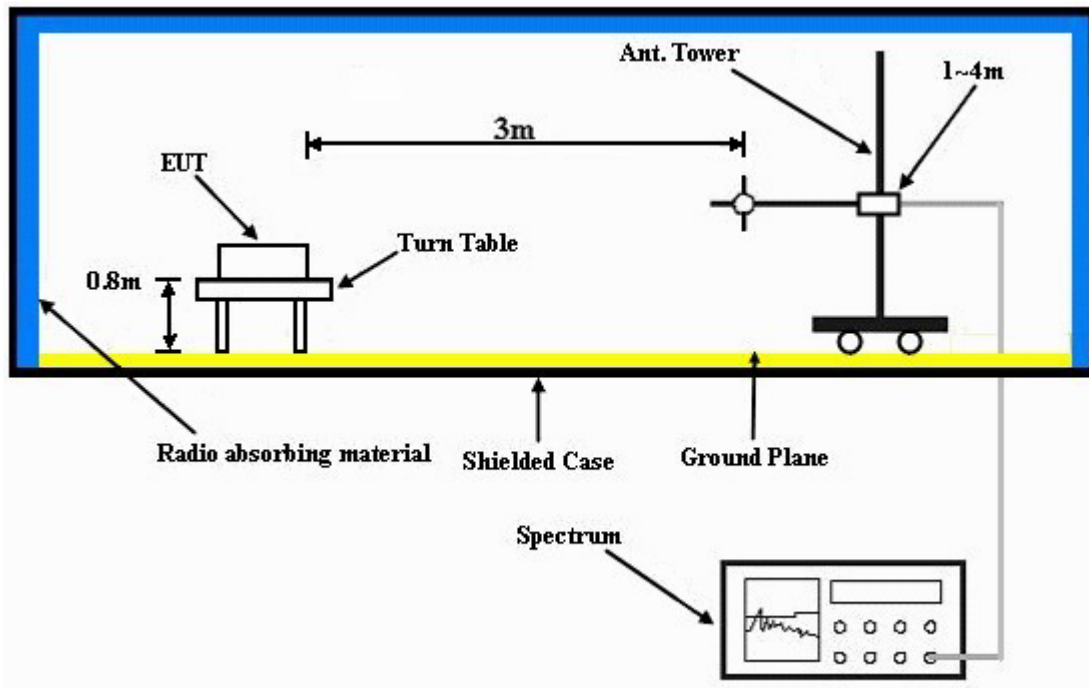 Ant. Tower
1~4m
3m
EUT
Turn Table
0.8m
Radio absorbing material
Shielded Case
Ground Plane
Spectrum